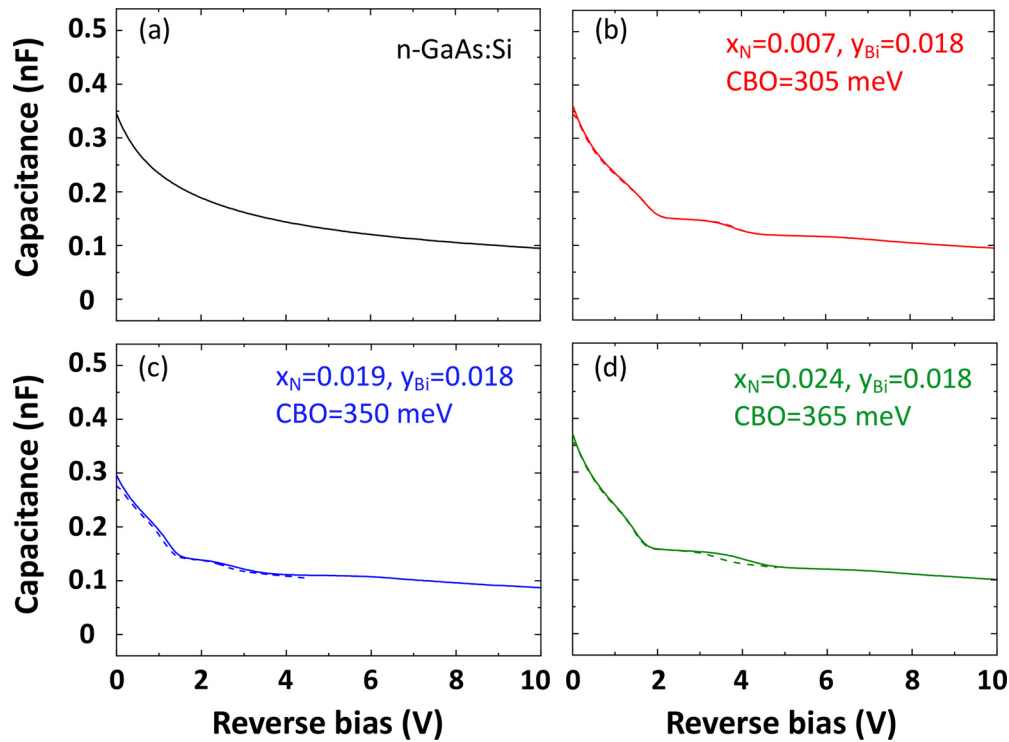 (a)
n-GaAs:Si
0.5
0.4
0.3
0.2
0.1
0
Capacitance (nF)
(b)
x_N=0.007, y_Bi=0.018
CBO=305 meV
(c)
x_N=0.019, y_Bi=0.018
CBO=350 meV
0.5
0.4
0.3
0.2
0.1
0
Capacitance (nF)
0 2 4 6 8 10
Reverse bias (V)
(d)
x_N=0.024, y_Bi=0.018
CBO=365 meV
0 2 4 6 8 10
Reverse bias (V)